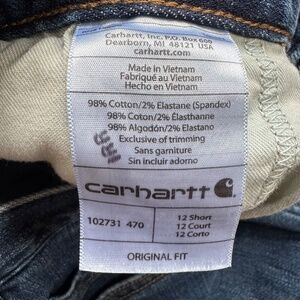 Carhartt, Inc. P.O. Box 600
Dearborn, MI 48121 USA
carhartt.com
Made in Vietnam
Fabriqué au Vietnam
Hecho en Vietnam
98% Cotton/2% Elastane (Spandex)
98% Coton/2% Élasthanne
98% Algodón/2% Elastano
Exclusive of trimming
Sans garniture
Sin incluir adorno
carhartt
102731 470
12 Short
12 Court
12 Corto
ORIGINAL FIT